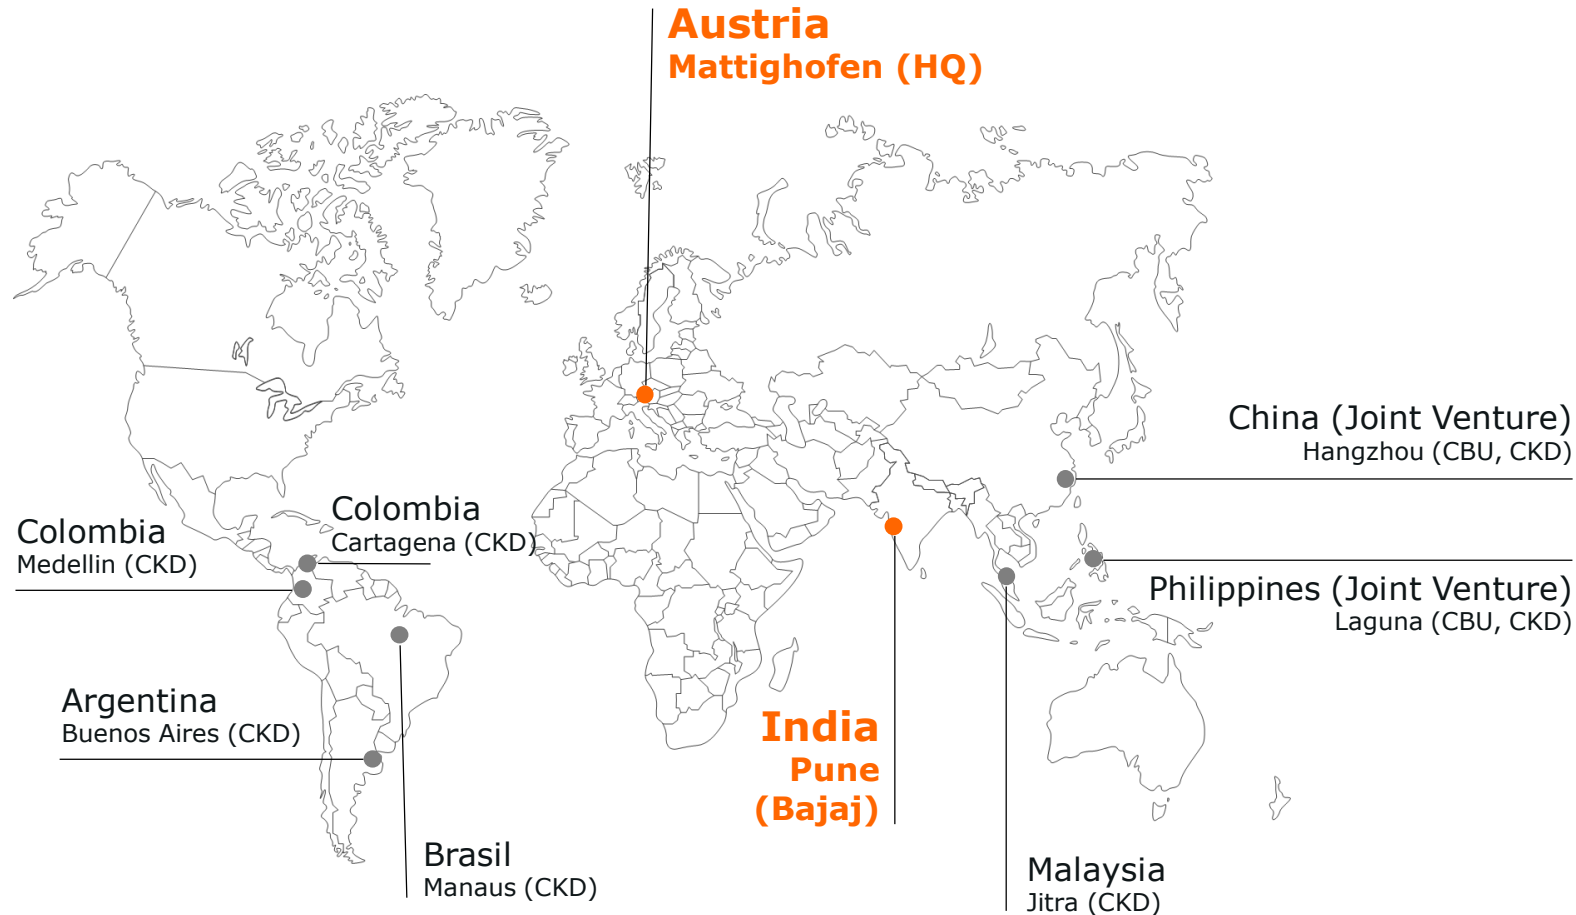 Austria
Mattighofen (HQ)
China (Joint Venture)
Hangzhou (CBU, CKD)
Colombia
Cartagena (CKD)
Colombia
Medellin (CKD)
Philippines (Joint Venture)
Laguna (CBU, CKD)
Argentina
Buenos Aires (CKD)
India
Pune
(Bajaj)
Brasil
Manaus (CKD)
Malaysia
Jitra (CKD)